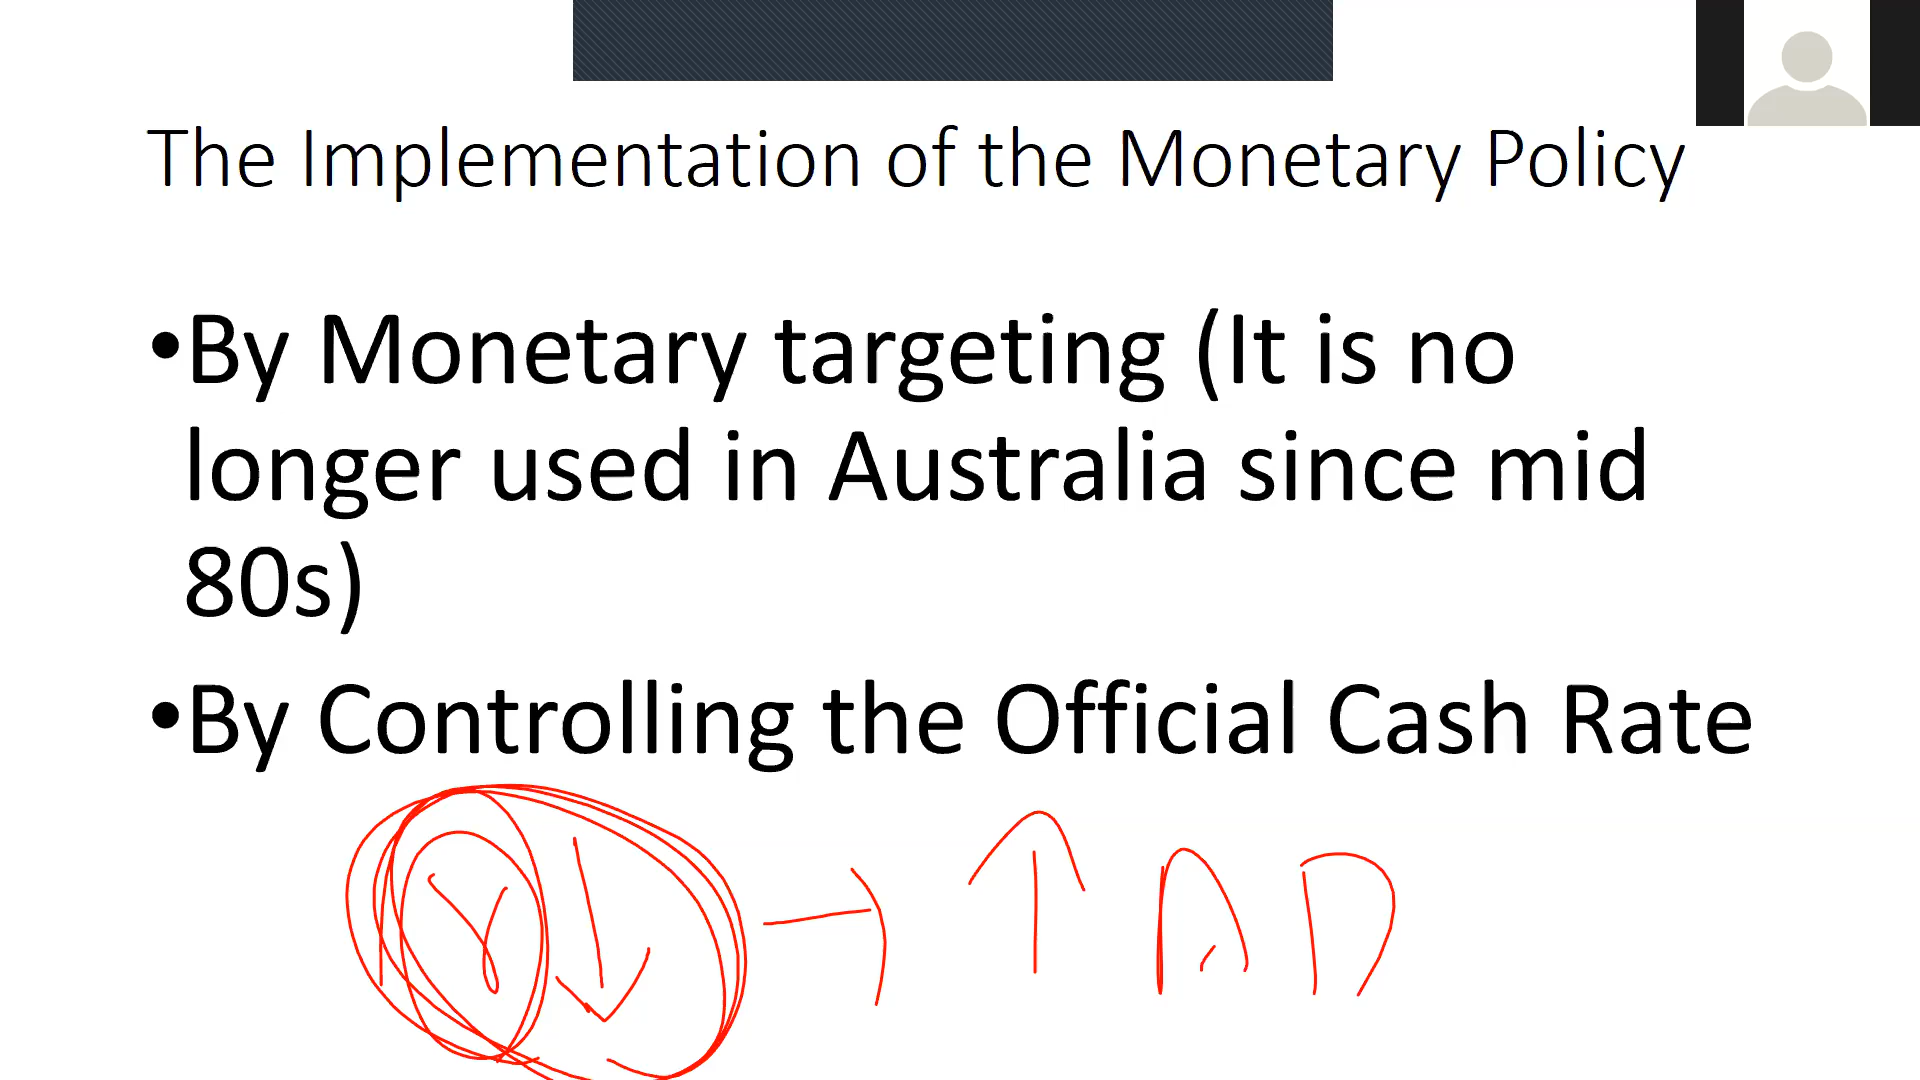 The Implementation of the Monetary Policy
•By Monetary targeting (It is no
longer used in Australia since mid
80s)
•By Controlling the Official Cash Rate
r ↓ → ↑ AD